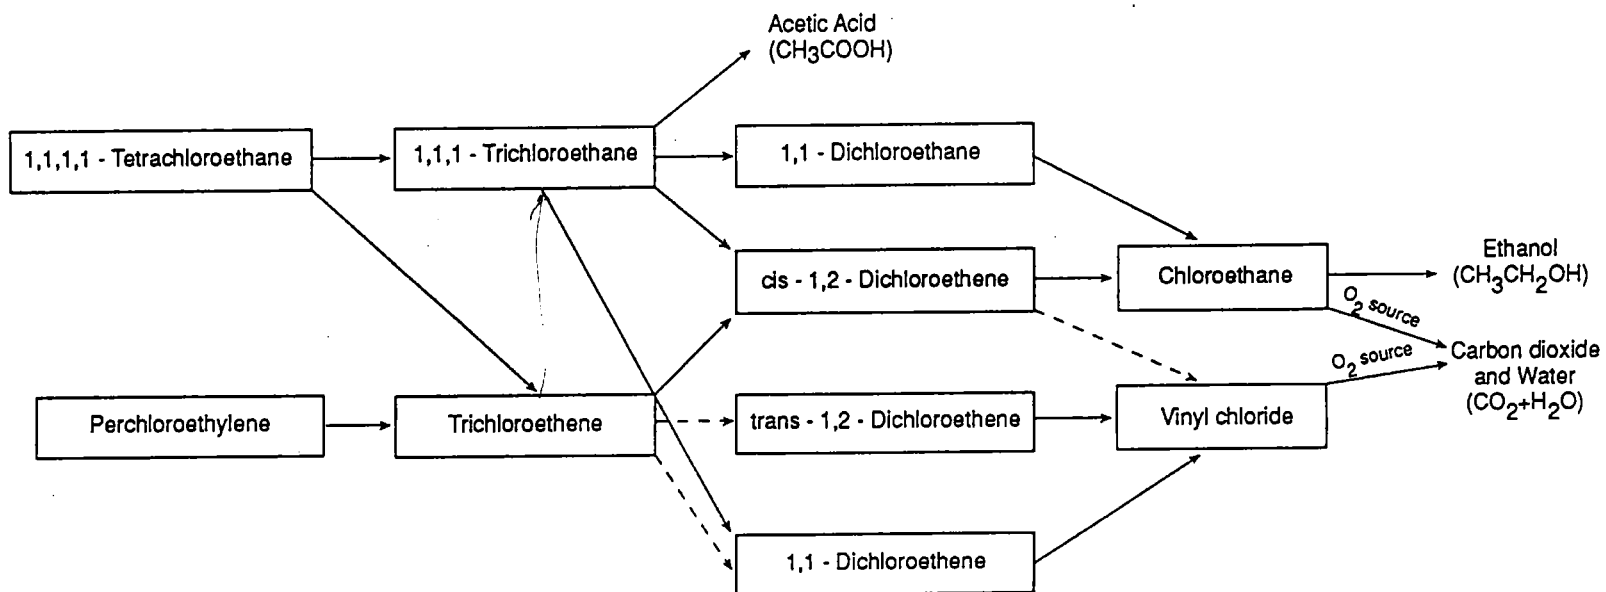 Acetic Acid
(CH3COOH)
1,1,1,1 - Tetrachloroethane
1,1,1 - Trichloroethane
1,1 - Dichloroethane
cis - 1,2 - Dichloroethene
Chloroethane
Ethanol
(CH3CH2OH)
O2 source
O2 source
Carbon dioxide
and Water
(CO2+H2O)
Perchloroethylene
Trichloroethene
trans - 1,2 - Dichloroethene
Vinyl chloride
1,1 - Dichloroethene